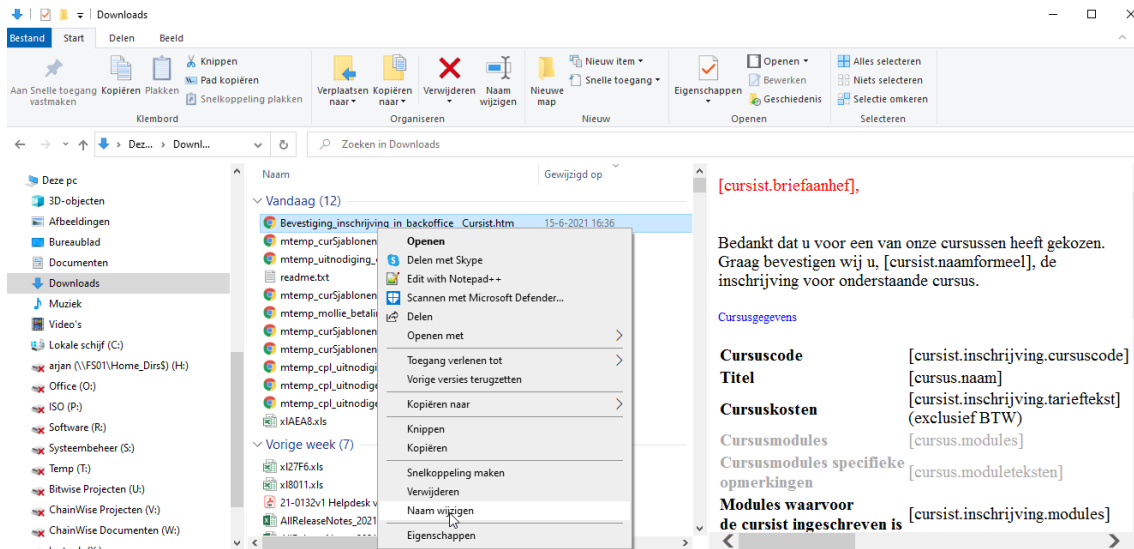 Downloads
Bestand Start Delen Beeld
Aan Snelle toegang vastmaken
Kopiëren
Plakken
Knippen
Pad kopiëren
Snelkoppeling plakken
Klembord
Verplaatsen naar
Kopiëren naar
Verwijderen
Naam wijzigen
Organiseren
Nieuwe map
Nieuw item
Snelle toegang
Nieuw
Eigenschappen
Openen
Bewerken
Geschiedenis
Openen
Alles selecteren
Niets selecteren
Selectie omkeren
Selecteren
Dez... > Downl...
Zoeken in Downloads
Deze pc
3D-objecten
Afbeeldingen
Bureaublad
Documenten
Downloads
Muziek
Video's
Lokale schijf (C:)
arjan (\\FS01\Home_Dirs$) (H:)
Office (O:)
ISO (P:)
Software (R:)
Systeembeheer (S:)
Temp (T:)
Bitwise Projecten (U:)
ChainWise Projecten (V:)
ChainWise Documenten (W:)
Naam Gewijzigd op
Vandaag (12)
Bevestiging_inschrijving_in_backoffice__Cursist.htm 15-6-2021 16:36
mtemp_curSjablonen
mtemp_uitnodiging_
readme.txt
mtemp_curSjablonen
mtemp_mollie_betalin
mtemp_curSjablonen
mtemp_curSjablonen
mtemp_cpl_uitnodigi
mtemp_cpl_uitnodige
mtemp_cpl_uitnodige
xlAEA8.xls
Vorige week (7)
xl27F6.xls
xl8011.xls
21-0132v1 Helpdesk v
AllReleaseNotes_2021
Openen
Delen met Skype
Edit with Notepad++
Scannen met Microsoft Defender...
Delen
Openen met
Toegang verlenen tot
Vorige versies terugzetten
Kopiëren naar
Knippen
Kopiëren
Snelkoppeling maken
Verwijderen
Naam wijzigen
Eigenschappen
[cursist.briefaanhef],
Bedankt dat u voor een van onze cursussen heeft gekozen.
Graag bevestigen wij u, [cursist.naamformeel], de
inschrijving voor onderstaande cursus.
Cursusgegevens
Cursuscode [cursist.inschrijving.cursuscode]
Titel [cursus.naam]
Cursuskosten [cursist.inschrijving.tarieftekst] (exclusief BTW)
Cursusmodules [cursus.modules]
Cursusmodules specifieke opmerkingen [cursus.moduleteksten]
Modules waarvoor de cursist ingeschreven is [cursist.inschrijving.modules]